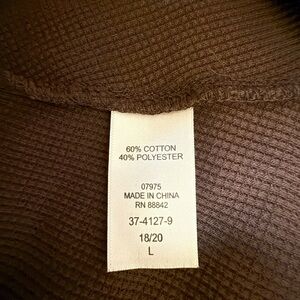 60% COTTON
40% POLYESTER
07975
MADE IN CHINA
RN 88842
37-4127-9
18/20
L